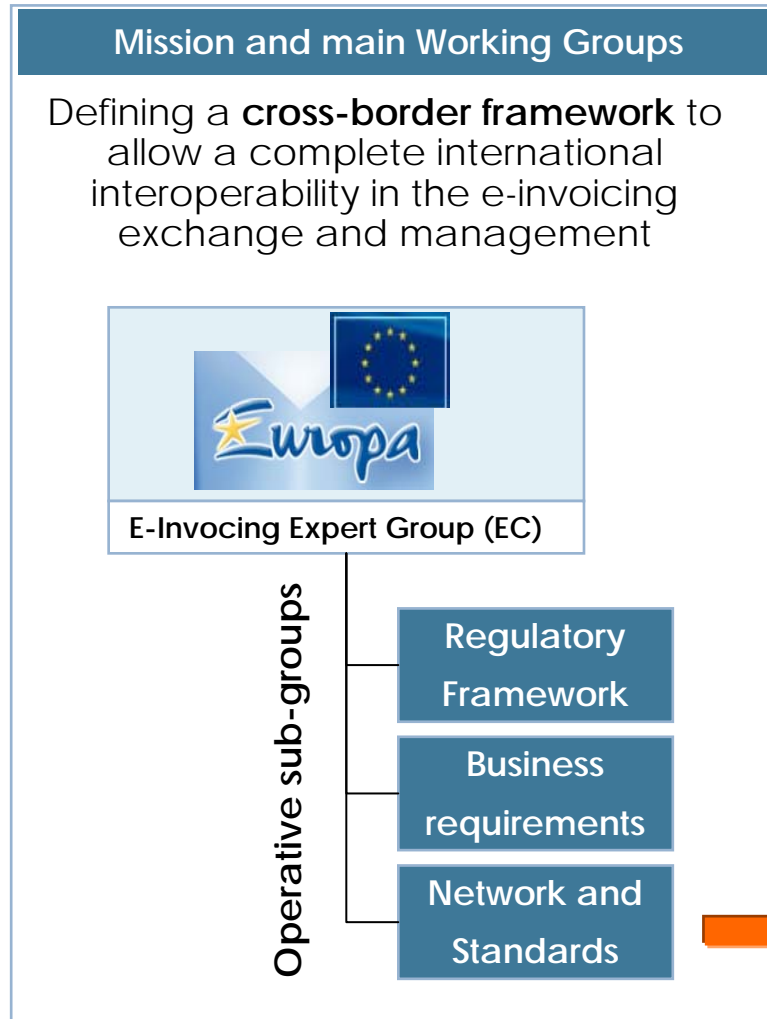 Mission and main Working Groups
Defining a cross-border framework to
allow a complete international
interoperability in the e-invoicing
exchange and management
Europa
E-Invocing Expert Group (EC)
Operative sub-groups
Regulatory
Framework
Business
requirements
Network and
Standards